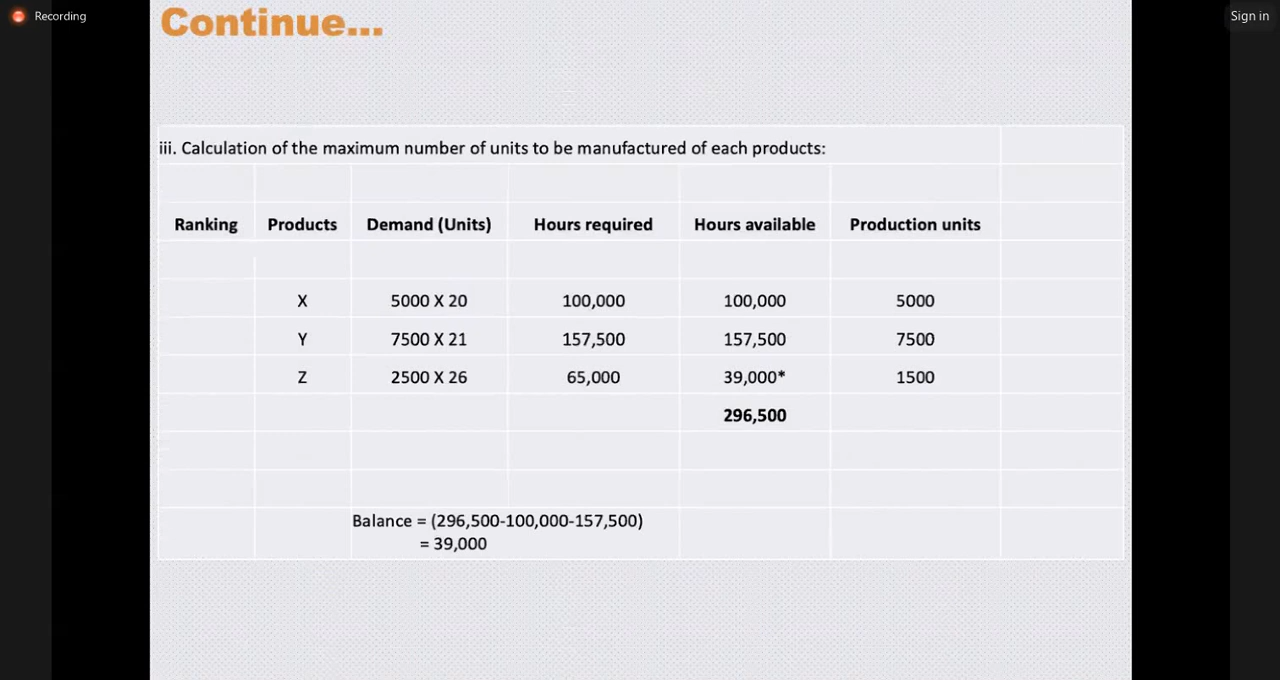 Recording
Sign in
Continue...
iii. Calculation of the maximum number of units to be manufactured of each products:
Ranking Products Demand (Units) Hours required Hours available Production units
X 5000 X 20 100,000 100,000 5000
Y 7500 X 21 157,500 157,500 7500
Z 2500 X 26 65,000 39,000* 1500
296,500
Balance = (296,500-100,000-157,500)
= 39,000